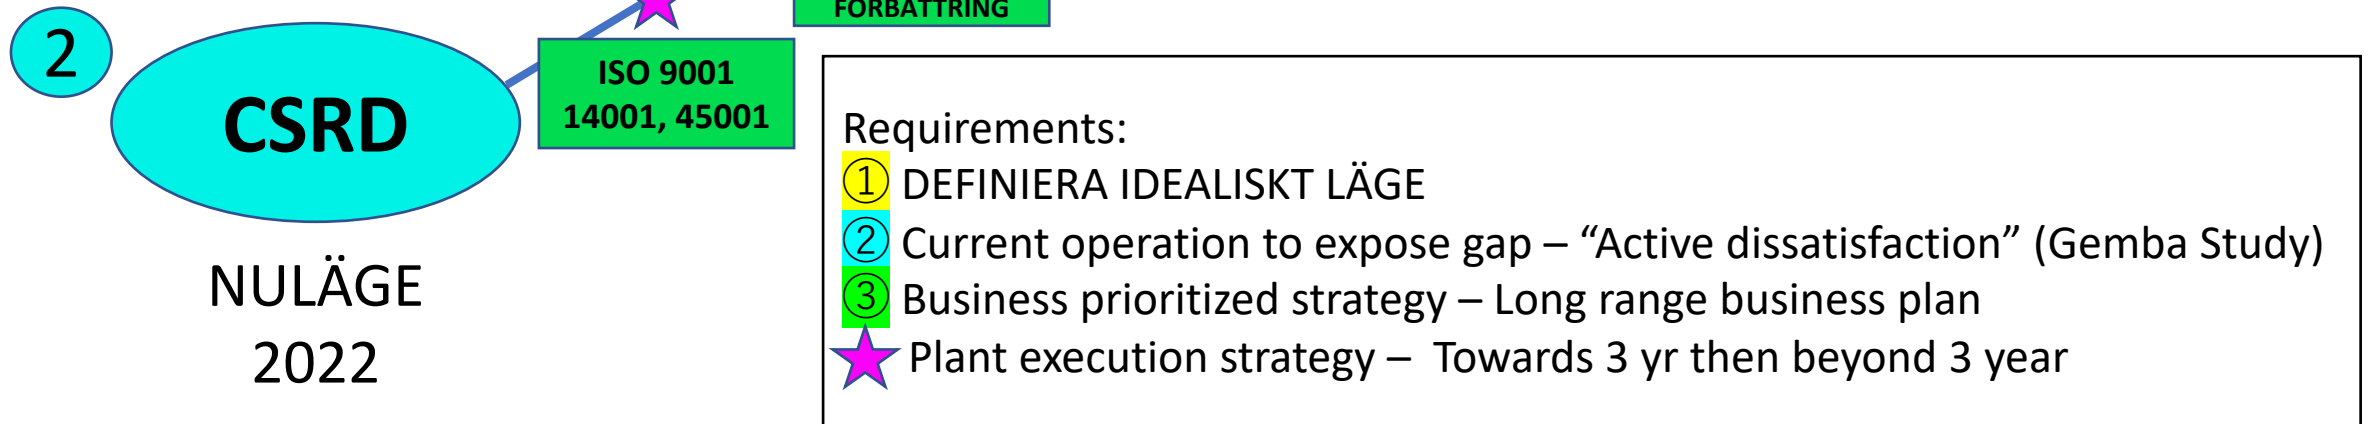 FÖRBÄTTRING
2
ISO 9001
14001, 45001
CSRD
NULÄGE
2022
Requirements:
① DEFINIERA IDEALISKT LÄGE
② Current operation to expose gap – “Active dissatisfaction” (Gemba Study)
③ Business prioritized strategy – Long range business plan
Plant execution strategy – Towards 3 yr then beyond 3 year